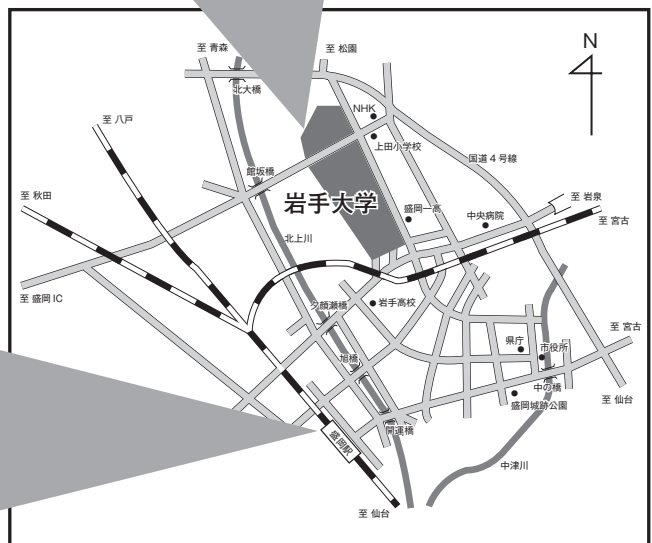 至 青森
至 松園
N
北大橋
NHK
至 八戸
上田小学校
国道４号線
館坂橋
至 秋田
岩手大学
至 岩泉
盛岡一高
中央病院
至 宮古
北上川
至 盛岡IC
夕顔瀬橋
岩手高校
至 宮古
県庁
市役所
旭橋
中の橋
盛岡城跡公園
至 仙台
開運橋
盛岡駅
中津川
至 仙台